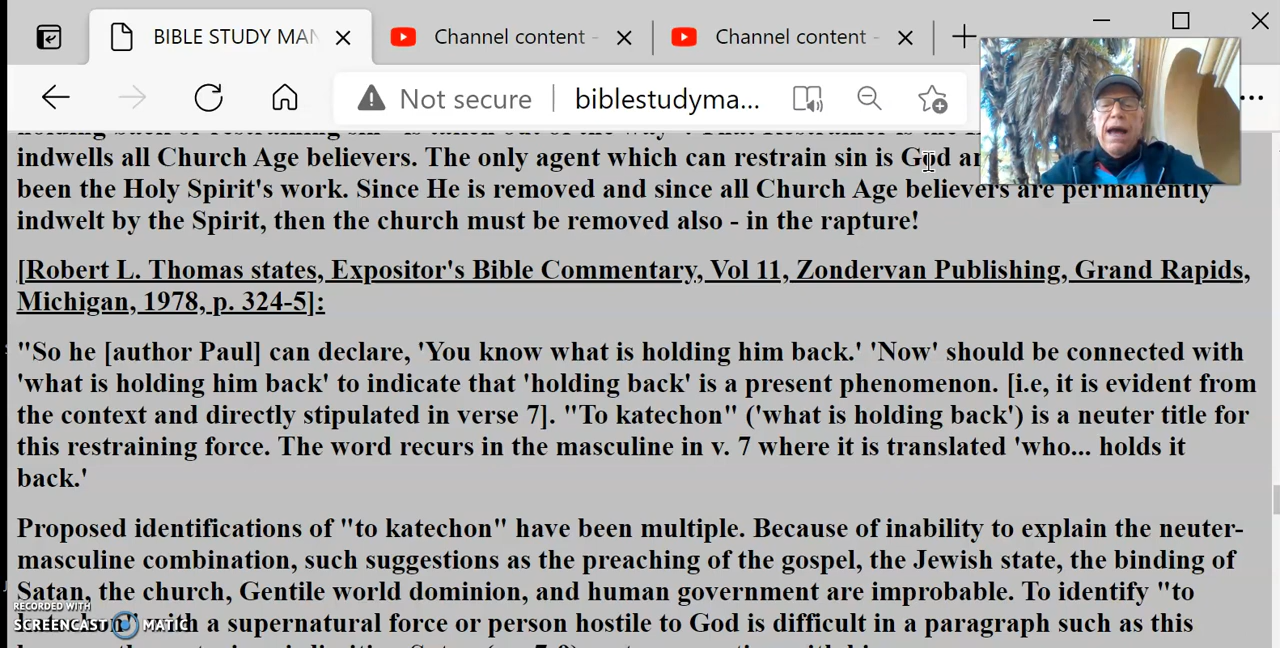 BIBLE STUDY MAN
Channel content -
Channel content -
Not secure
biblestudyma...
indwells all Church Age believers. The only agent which can restrain sin is God
been the Holy Spirit's work. Since He is removed and since all Church Age believers are permanently
indwelt by the Spirit, then the church must be removed also - in the rapture!
[Robert L. Thomas states, Expositor's Bible Commentary, Vol 11, Zondervan Publishing, Grand Rapids,
Michigan, 1978, p. 324-5]:
"So he [author Paul] can declare, 'You know what is holding him back.' 'Now' should be connected with
'what is holding him back' to indicate that 'holding back' is a present phenomenon. [i.e, it is evident from
the context and directly stipulated in verse 7]. "To katechon" ('what is holding back') is a neuter title for
this restraining force. The word recurs in the masculine in v. 7 where it is translated 'who... holds it
back.'
Proposed identifications of "to katechon" have been multiple. Because of inability to explain the neuter-
masculine combination, such suggestions as the preaching of the gospel, the Jewish state, the binding of
Satan, the church, Gentile world dominion, and human government are improbable. To identify "to
a supernatural force or person hostile to God is difficult in a paragraph such as this
RECORDED WITH
SCREENCAST MATIC